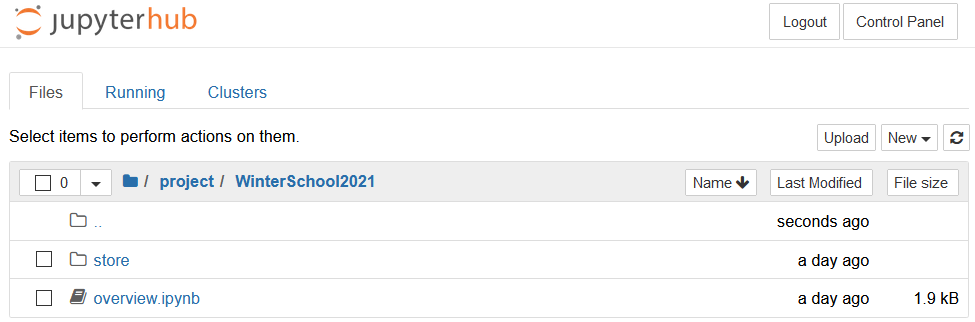 jupyterhub Logout Control Panel
Files Running Clusters
Select items to perform actions on them. Upload New
0 / project / WinterSchool2021 Name Last Modified File size
.. seconds ago
store a day ago
overview.ipynb a day ago 1.9 kB